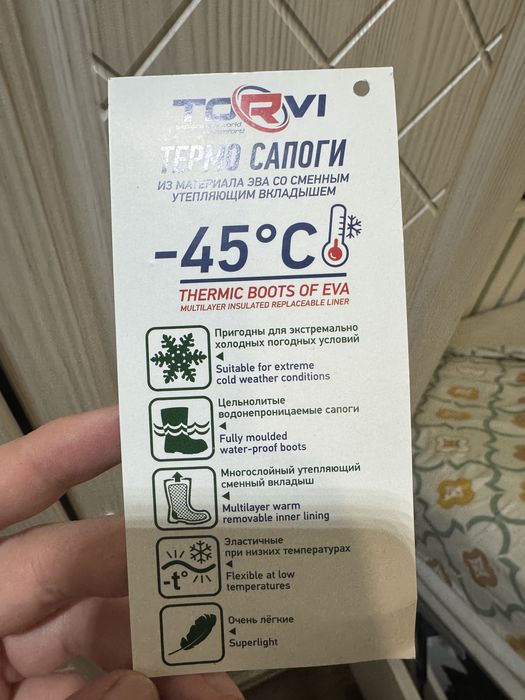 TORVI
world
comfort!
ТЕРМО САПОГИ
ИЗ МАТЕРИАЛА ЭВА СО СМЕННЫМ
УТЕПЛЯЮЩИМ ВКЛАДЫШЕМ
-45°C
THERMIC BOOTS OF EVA
MULTILAYER INSULATED REPLACEABLE LINER
Пригодны для экстремально
холодных погодных условий
Suitable for extreme
cold weather conditions
Цельнолитые
водонепроницаемые сапоги
Fully moulded
water-proof boots
Многослойный утепляющий
сменный вкладыш
Multilayer warm
removable inner lining
-t°
Эластичные
при низких температурах
Flexible at low
temperatures
Очень лёгкие
Superlight